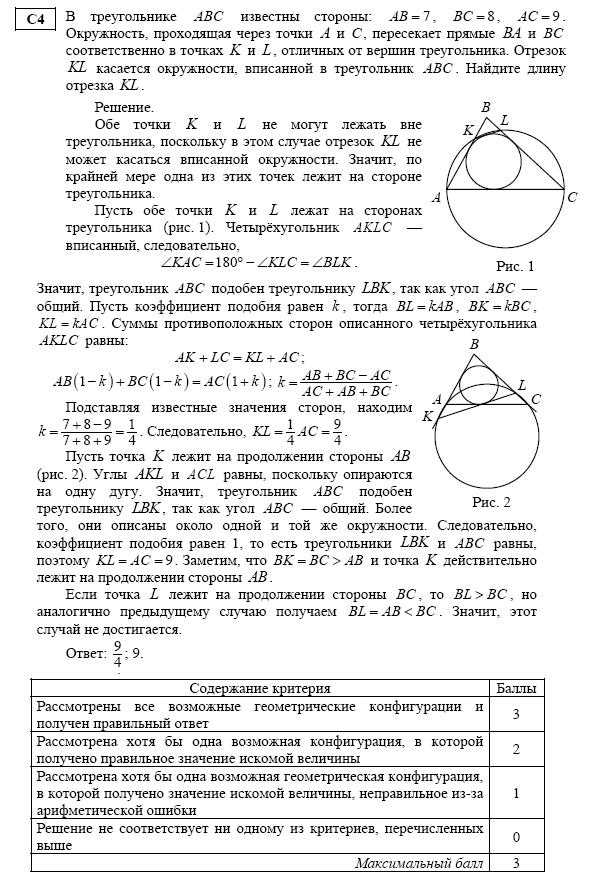 С4
В треугольнике ABC известны стороны: AB = 7, BC = 8, AC = 9.
Окружность, проходящая через точки A и C, пересекает прямые BA и BC
соответственно в точках K и L, отличных от вершин треугольника. Отрезок
KL касается окружности, вписанной в треугольник ABC. Найдите длину
отрезка KL.
Решение.
Обе точки K и L не могут лежать вне
треугольника, поскольку в этом случае отрезок KL не
может касаться вписанной окружности. Значит, по
крайней мере одна из этих точек лежит на стороне
треугольника.
Пусть обе точки K и L лежат на сторонах
треугольника (рис. 1). Четырёхугольник AKLC —
вписанный, следовательно,
∠KAC = 180° − ∠KLC = ∠BLK.
B
K
L
A
C
Рис. 1
Значит, треугольник ABC подобен треугольнику LBK, так как угол ABC —
общий. Пусть коэффициент подобия равен k, тогда BL = kAB, BK = kBC,
KL = kAC. Суммы противоположных сторон описанного четырёхугольника
AKLC равны:
AK + LC = KL + AC;
AB(1 − k) + BC(1 − k) = AC(1 + k); k = (AB + BC − AC)/(AC + AB + BC).
Подставляя известные значения сторон, находим
k = (7 + 8 − 9)/(7 + 8 + 9) = 1/4. Следовательно, KL = 1/4 AC = 9/4.
Пусть точка K лежит на продолжении стороны AB
(рис. 2). Углы AKL и ACL равны, поскольку опираются
на одну дугу. Значит, треугольник ABC подобен
треугольнику LBK, так как угол ABC — общий. Более
B
L
A
C
K
Рис. 2
того, они описаны около одной и той же окружности. Следовательно,
коэффициент подобия равен 1, то есть треугольники LBK и ABC равны,
поэтому KL = AC = 9. Заметим, что BK = BC > AB и точка K действительно
лежит на продолжении стороны AB.
Если точка L лежит на продолжении стороны BC, то BL > BC, но
аналогично предыдущему случаю получаем BL = AB < BC. Значит, этот
случай не достигается.
Ответ: 9/4; 9.
Содержание критерия Баллы
Рассмотрены все возможные геометрические конфигурации и
получен правильный ответ 3
Рассмотрена хотя бы одна возможная конфигурация, в которой
получено правильное значение искомой величины 2
Рассмотрена хотя бы одна возможная геометрическая конфигурация,
в которой получено значение искомой величины, неправильное из-за
арифметической ошибки 1
Решение не соответствует ни одному из критериев, перечисленных
выше 0
Максимальный балл 3